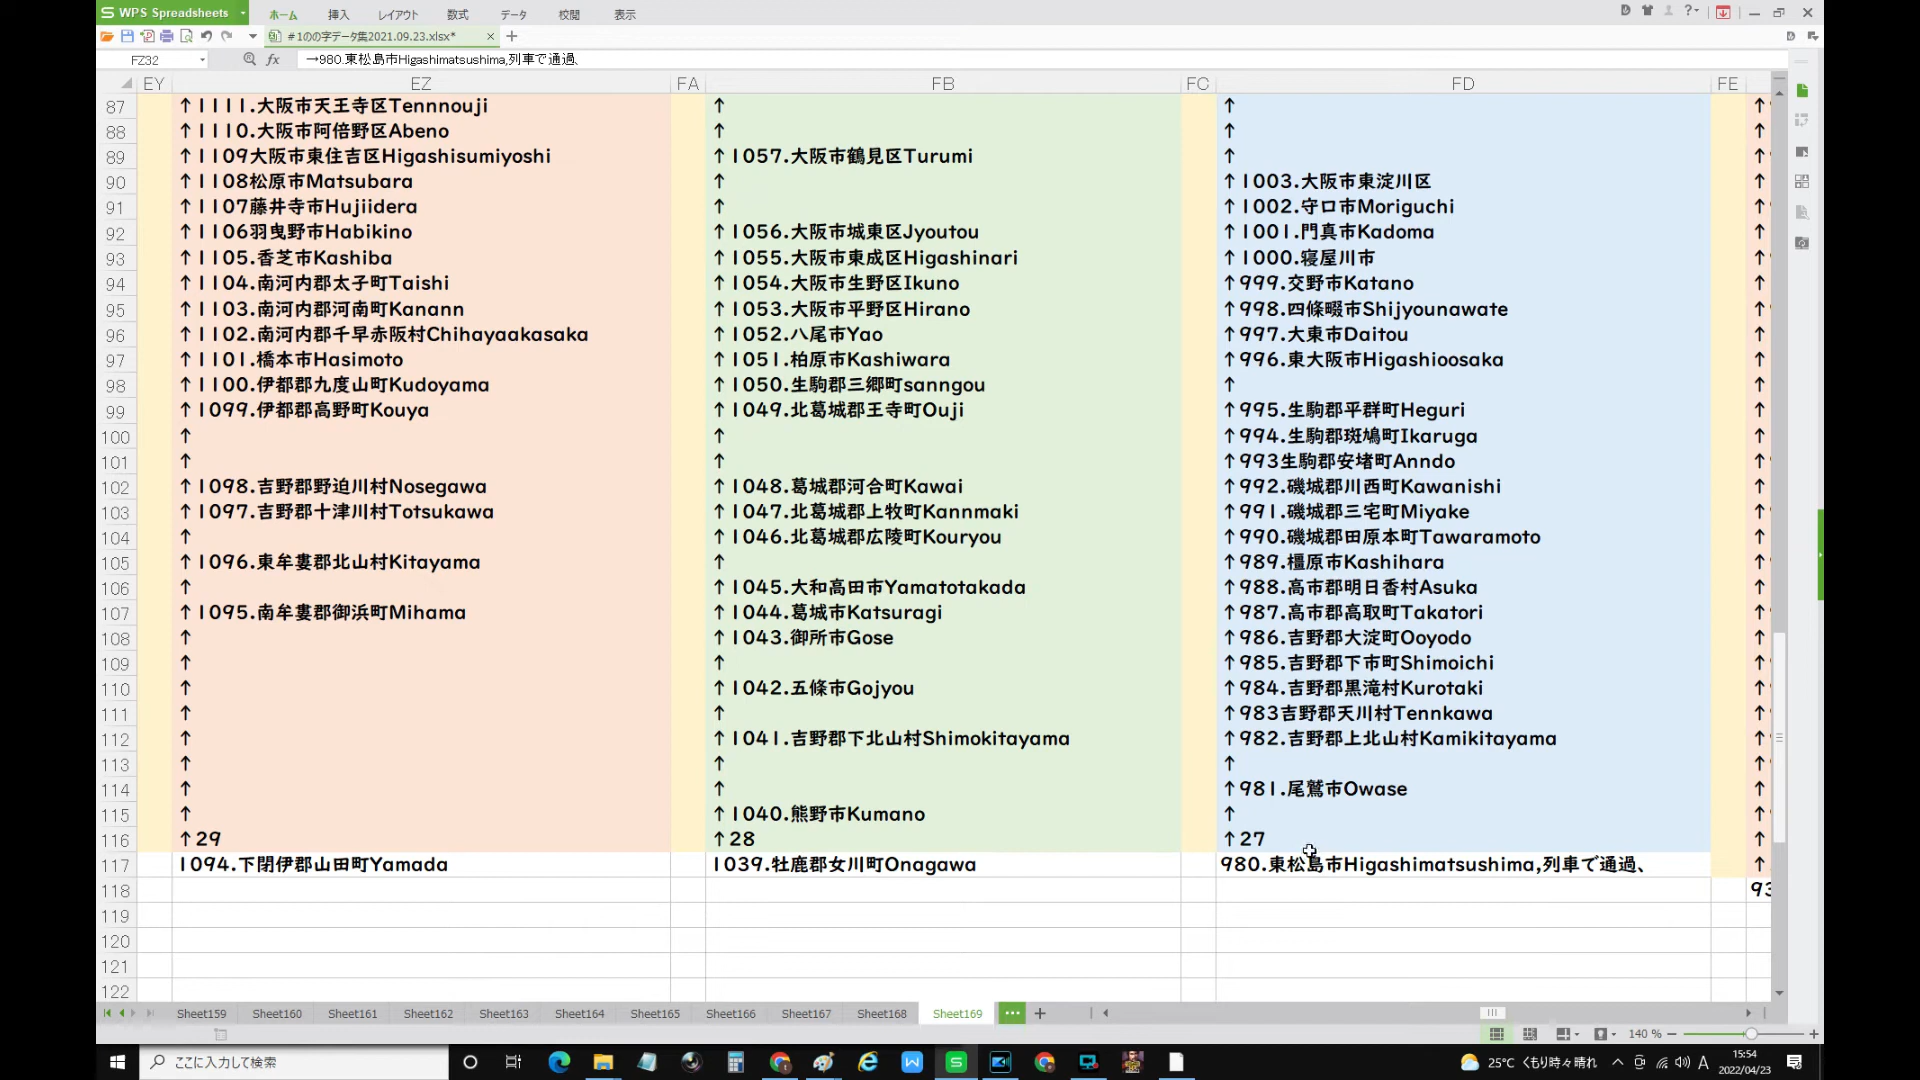 WPS Spreadsheets
ホーム 挿入 レイアウト 数式 データ 校閲 表示
#1のの字データ集2021.09.23.xlsx*
FZ32 fx →980.東松島市Higashimatsushima,列車で通過、
EY EZ FA FB FC FD FE
87 ↑1111.大阪市天王寺区Tennnouji ↑ ↑ ↑
88 ↑1110.大阪市阿倍野区Abeno ↑ ↑ ↑
89 ↑1109大阪市東住吉区Higashisumiyoshi ↑1057.大阪市鶴見区Turumi ↑ ↑
90 ↑1108松原市Matsubara ↑ ↑1003.大阪市東淀川区 ↑
91 ↑1107藤井寺市Hujiidera ↑ ↑1002.守口市Moriguchi ↑
92 ↑1106羽曳野市Habikino ↑1056.大阪市城東区Jyoutou ↑1001.門真市Kadoma ↑
93 ↑1105.香芝市Kashiba ↑1055.大阪市東成区Higashinari ↑1000.寝屋川市 ↑
94 ↑1104.南河内郡太子町Taishi ↑1054.大阪市生野区Ikuno ↑999.交野市Katano ↑
95 ↑1103.南河内郡河南町Kanann ↑1053.大阪市平野区Hirano ↑998.四條畷市Shijyounawate ↑
96 ↑1102.南河内郡千早赤阪村Chihayaakasaka ↑1052.八尾市Yao ↑997.大東市Daitou ↑
97 ↑1101.橋本市Hasimoto ↑1051.柏原市Kashiwara ↑996.東大阪市Higashioosaka ↑
98 ↑1100.伊都郡九度山町Kudoyama ↑1050.生駒郡三郷町sanngou ↑ ↑
99 ↑1099.伊都郡高野町Kouya ↑1049.北葛城郡王寺町Ouji ↑995.生駒郡平群町Heguri ↑
100 ↑ ↑ ↑994.生駒郡斑鳩町Ikaruga ↑
101 ↑ ↑ ↑993生駒郡安堵町Anndo ↑
102 ↑1098.吉野郡野迫川村Nosegawa ↑1048.葛城郡河合町Kawai ↑992.磯城郡川西町Kawanishi ↑
103 ↑1097.吉野郡十津川村Totsukawa ↑1047.北葛城郡上牧町Kannmaki ↑991.磯城郡三宅町Miyake ↑
104 ↑ ↑1046.北葛城郡広陵町Kouryou ↑990.磯城郡田原本町Tawaramoto ↑
105 ↑1096.東牟婁郡北山村Kitayama ↑ ↑989.橿原市Kashihara ↑
106 ↑ ↑1045.大和高田市Yamatotakada ↑988.高市郡明日香村Asuka ↑
107 ↑1095.南牟婁郡御浜町Mihama ↑1044.葛城市Katsuragi ↑987.高市郡高取町Takatori ↑
108 ↑ ↑1043.御所市Gose ↑986.吉野郡大淀町Ooyodo ↑
109 ↑ ↑ ↑985.吉野郡下市町Shimoichi ↑
110 ↑ ↑1042.五條市Gojyou ↑984.吉野郡黒滝村Kurotaki ↑
111 ↑ ↑ ↑983吉野郡天川村Tennkawa ↑
112 ↑ ↑1041.吉野郡下北山村Shimokitayama ↑982.吉野郡上北山村Kamikitayama ↑
113 ↑ ↑ ↑ ↑
114 ↑ ↑ ↑981.尾鷲市Owase ↑
115 ↑ ↑1040.熊野市Kumano ↑ ↑
116 ↑29 ↑28 ↑27 ↑
117 1094.下閉伊郡山田町Yamada 1039.牡鹿郡女川町Onagawa 980.東松島市Higashimatsushima,列車で通過、 ↑
118 93
119
120
121
122
Sheet159 Sheet160 Sheet161 Sheet162 Sheet163 Sheet164 Sheet165 Sheet166 Sheet167 Sheet168 Sheet169
140 %
ここに入力して検索 25℃ くもり時々晴れ A 15:54
2022/04/23